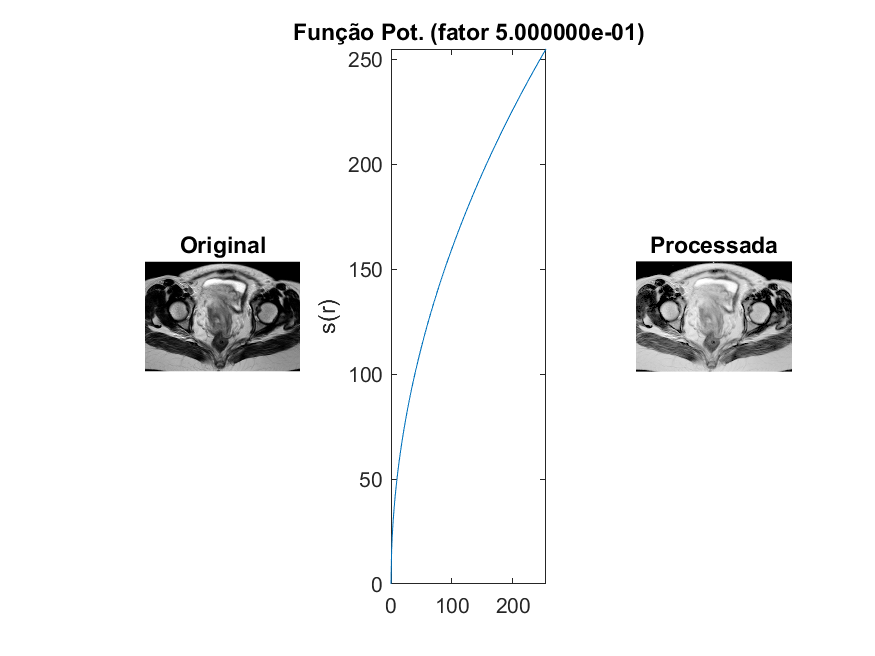 Função Pot. (fator 5.000000e-01)
Original
Processada
s(r)
250
200
150
100
50
0
0 100 200